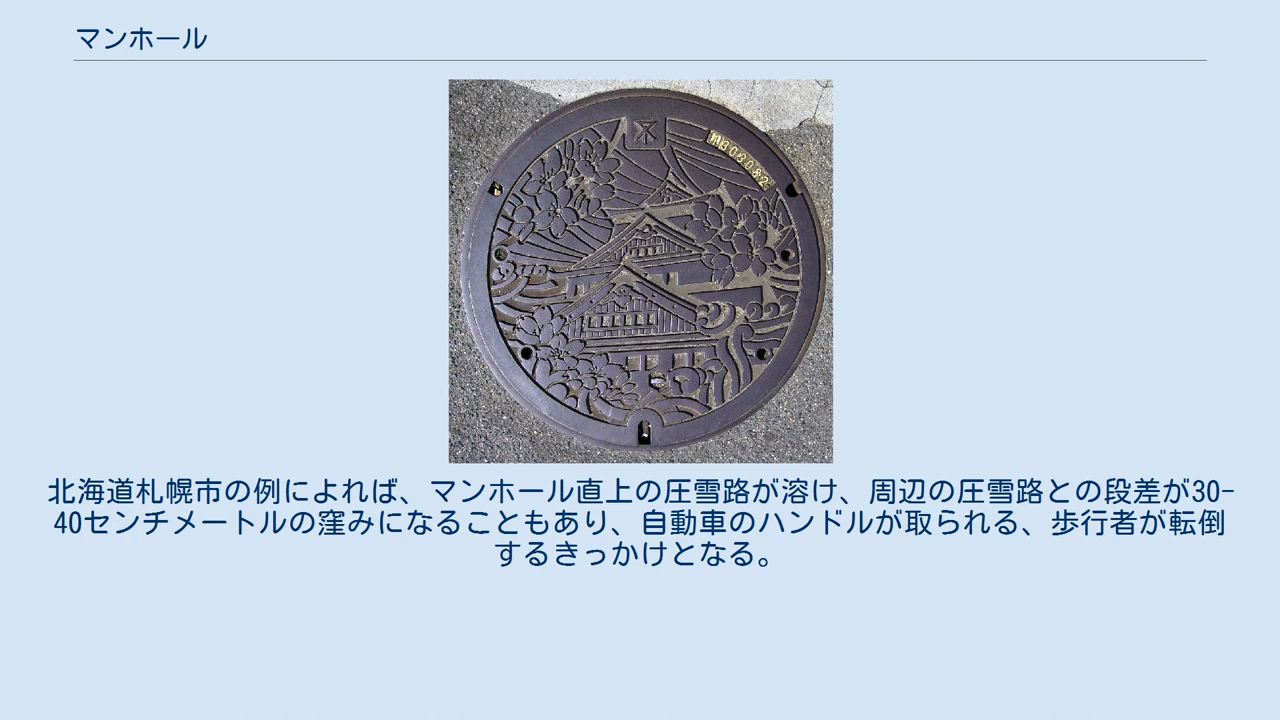 マンホール
北海道札幌市の例によれば、マンホール直上の圧雪路が溶け、周辺の圧雪路との段差が30-
40センチメートルの窪みになることもあり、自動車のハンドルが取られる、歩行者が転倒
するきっかけとなる。